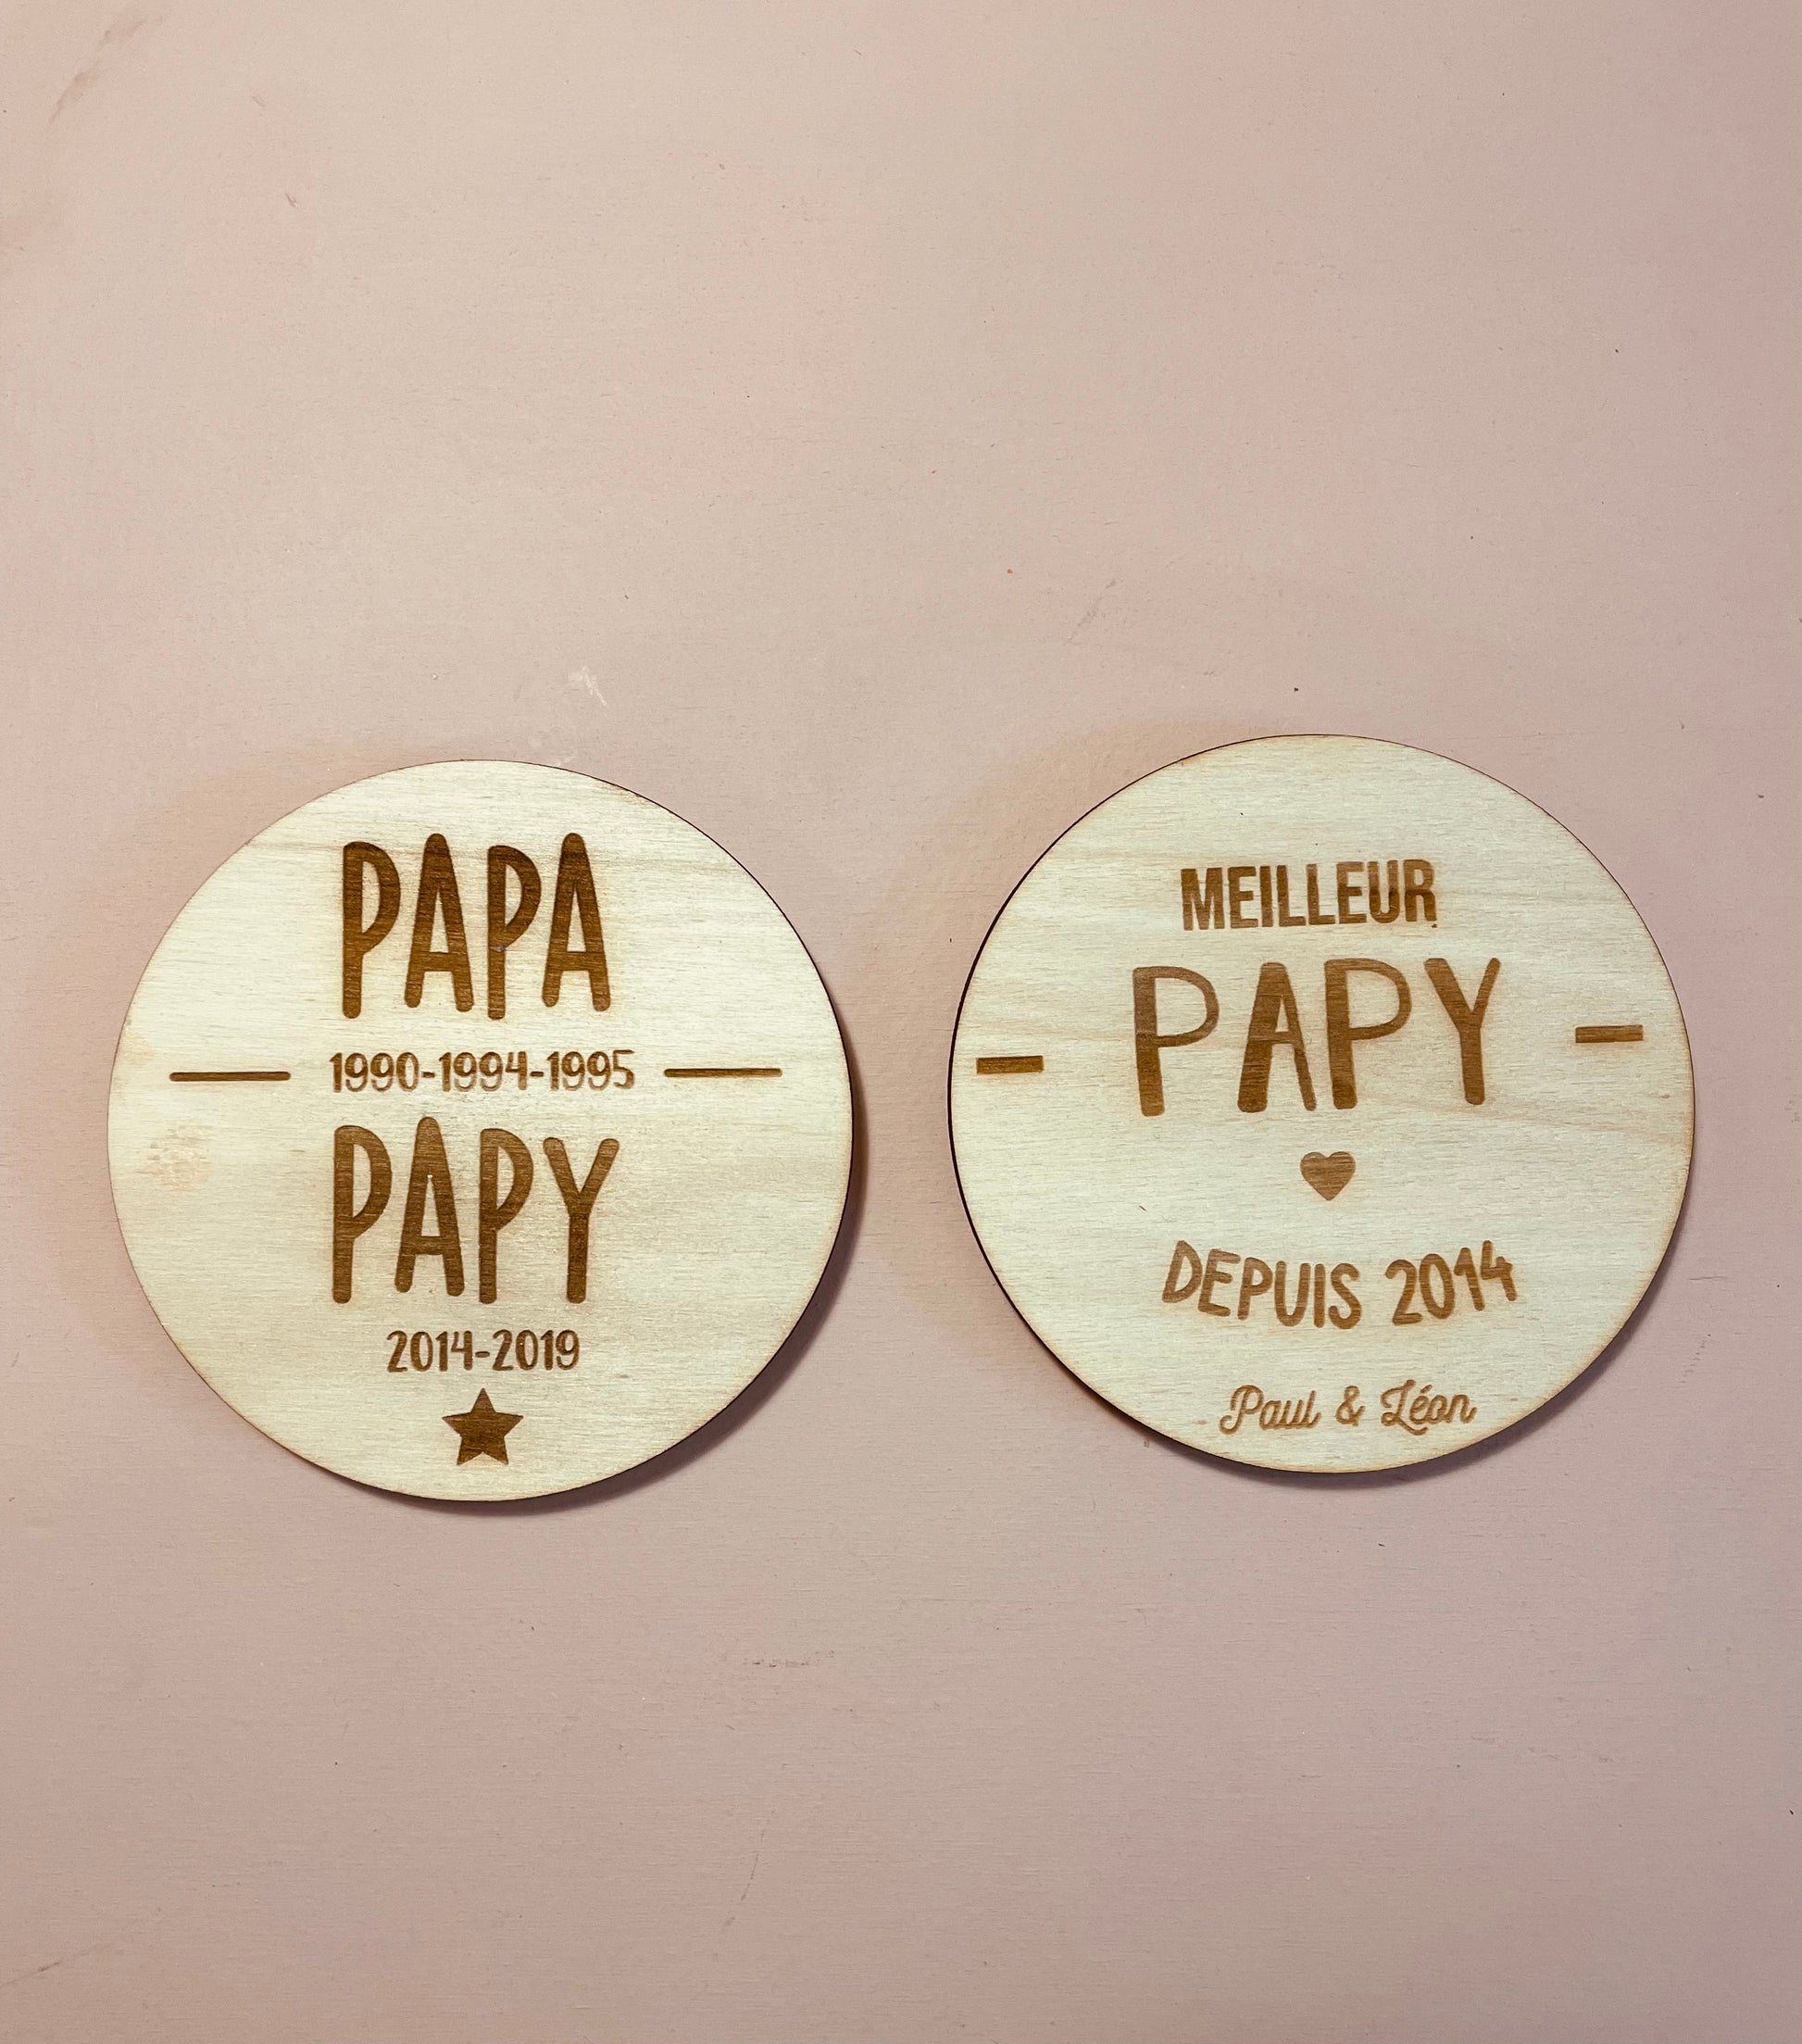 PAPA
1990-1994-1995
PAPY
2014-2019
MEILLEUR
PAPY
DEPUIS 2014
Paul & Léon